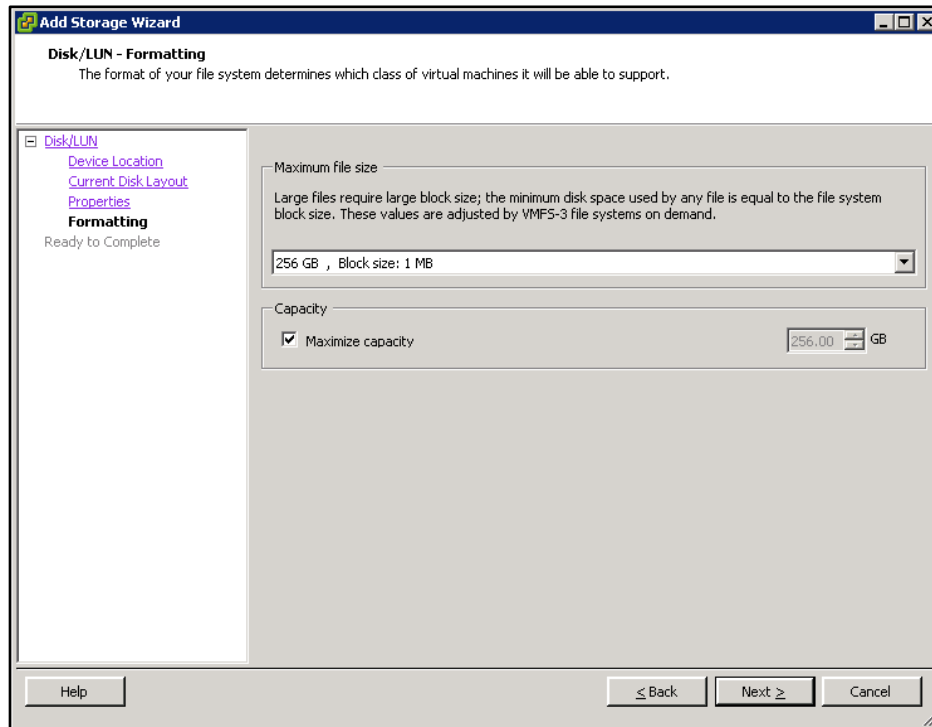 Add Storage Wizard
Disk/LUN - Formatting
The format of your file system determines which class of virtual machines it will be able to support.
Disk/LUN
Device Location
Current Disk Layout
Properties
Formatting
Ready to Complete
Maximum file size
Large files require large block size; the minimum disk space used by any file is equal to the file system
block size. These values are adjusted by VMFS-3 file systems on demand.
256 GB , Block size: 1 MB
Capacity
Maximize capacity
256.00 GB
Help
< Back
Next >
Cancel